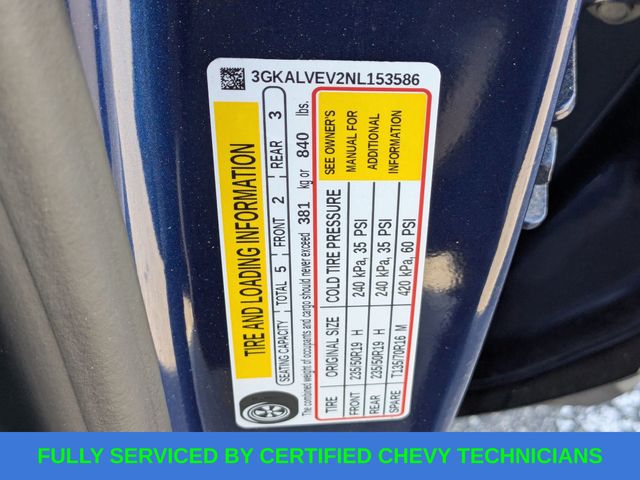 3GKALVEV2NL153586
TIRE AND LOADING INFORMATION
SEATING CAPACITY TOTAL 5 FRONT 2 REAR 3
The combined weight of occupants and cargo should never exceed 381 kg or 840 lbs.
TIRE ORIGINAL SIZE COLD TIRE PRESSURE SEE OWNER'S
FRONT 235/50R19 H 240 kPa, 35 PSI MANUAL FOR
REAR 235/50R19 H 240 kPa, 35 PSI ADDITIONAL
SPARE T135/70R16 M 420 kPa, 60 PSI INFORMATION
FULLY SERVICED BY CERTIFIED CHEVY TECHNICIANS